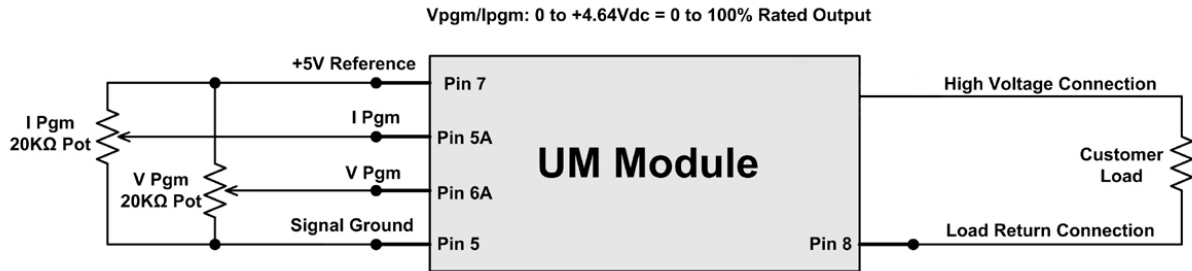 Vpgm/Ipgm: 0 to +4.64Vdc = 0 to 100% Rated Output
+5V Reference
Pin 7
High Voltage Connection
I Pgm
20KΩ Pot
I Pgm
Pin 5A
UM Module
Customer
Load
V Pgm
20KΩ Pot
V Pgm
Pin 6A
Signal Ground
Pin 5
Pin 8
Load Return Connection